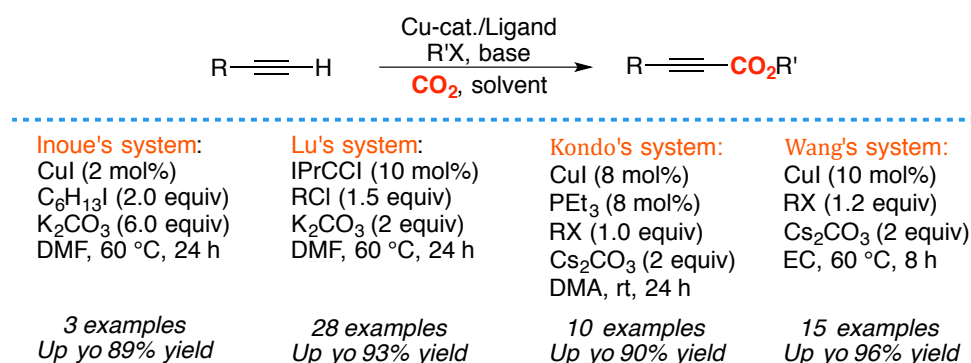 Cu-cat./Ligand
R'X, base
R H R CO₂R'
CO₂, solvent
Inoue's system:
CuI (2 mol%)
C₆H₁₃I (2.0 equiv)
K₂CO₃ (6.0 equiv)
DMF, 60 °C, 24 h
3 examples
Up yo 89% yield
Lu's system:
IPrCCl (10 mol%)
RCl (1.5 equiv)
K₂CO₃ (2 equiv)
DMF, 60 °C, 24 h
28 examples
Up yo 93% yield
Kondo's system:
CuI (8 mol%)
PEt₃ (8 mol%)
RX (1.0 equiv)
Cs₂CO₃ (2 equiv)
DMA, rt, 24 h
10 examples
Up yo 90% yield
Wang's system:
CuI (10 mol%)
RX (1.2 equiv)
Cs₂CO₃ (2 equiv)
EC, 60 °C, 8 h
15 examples
Up yo 96% yield